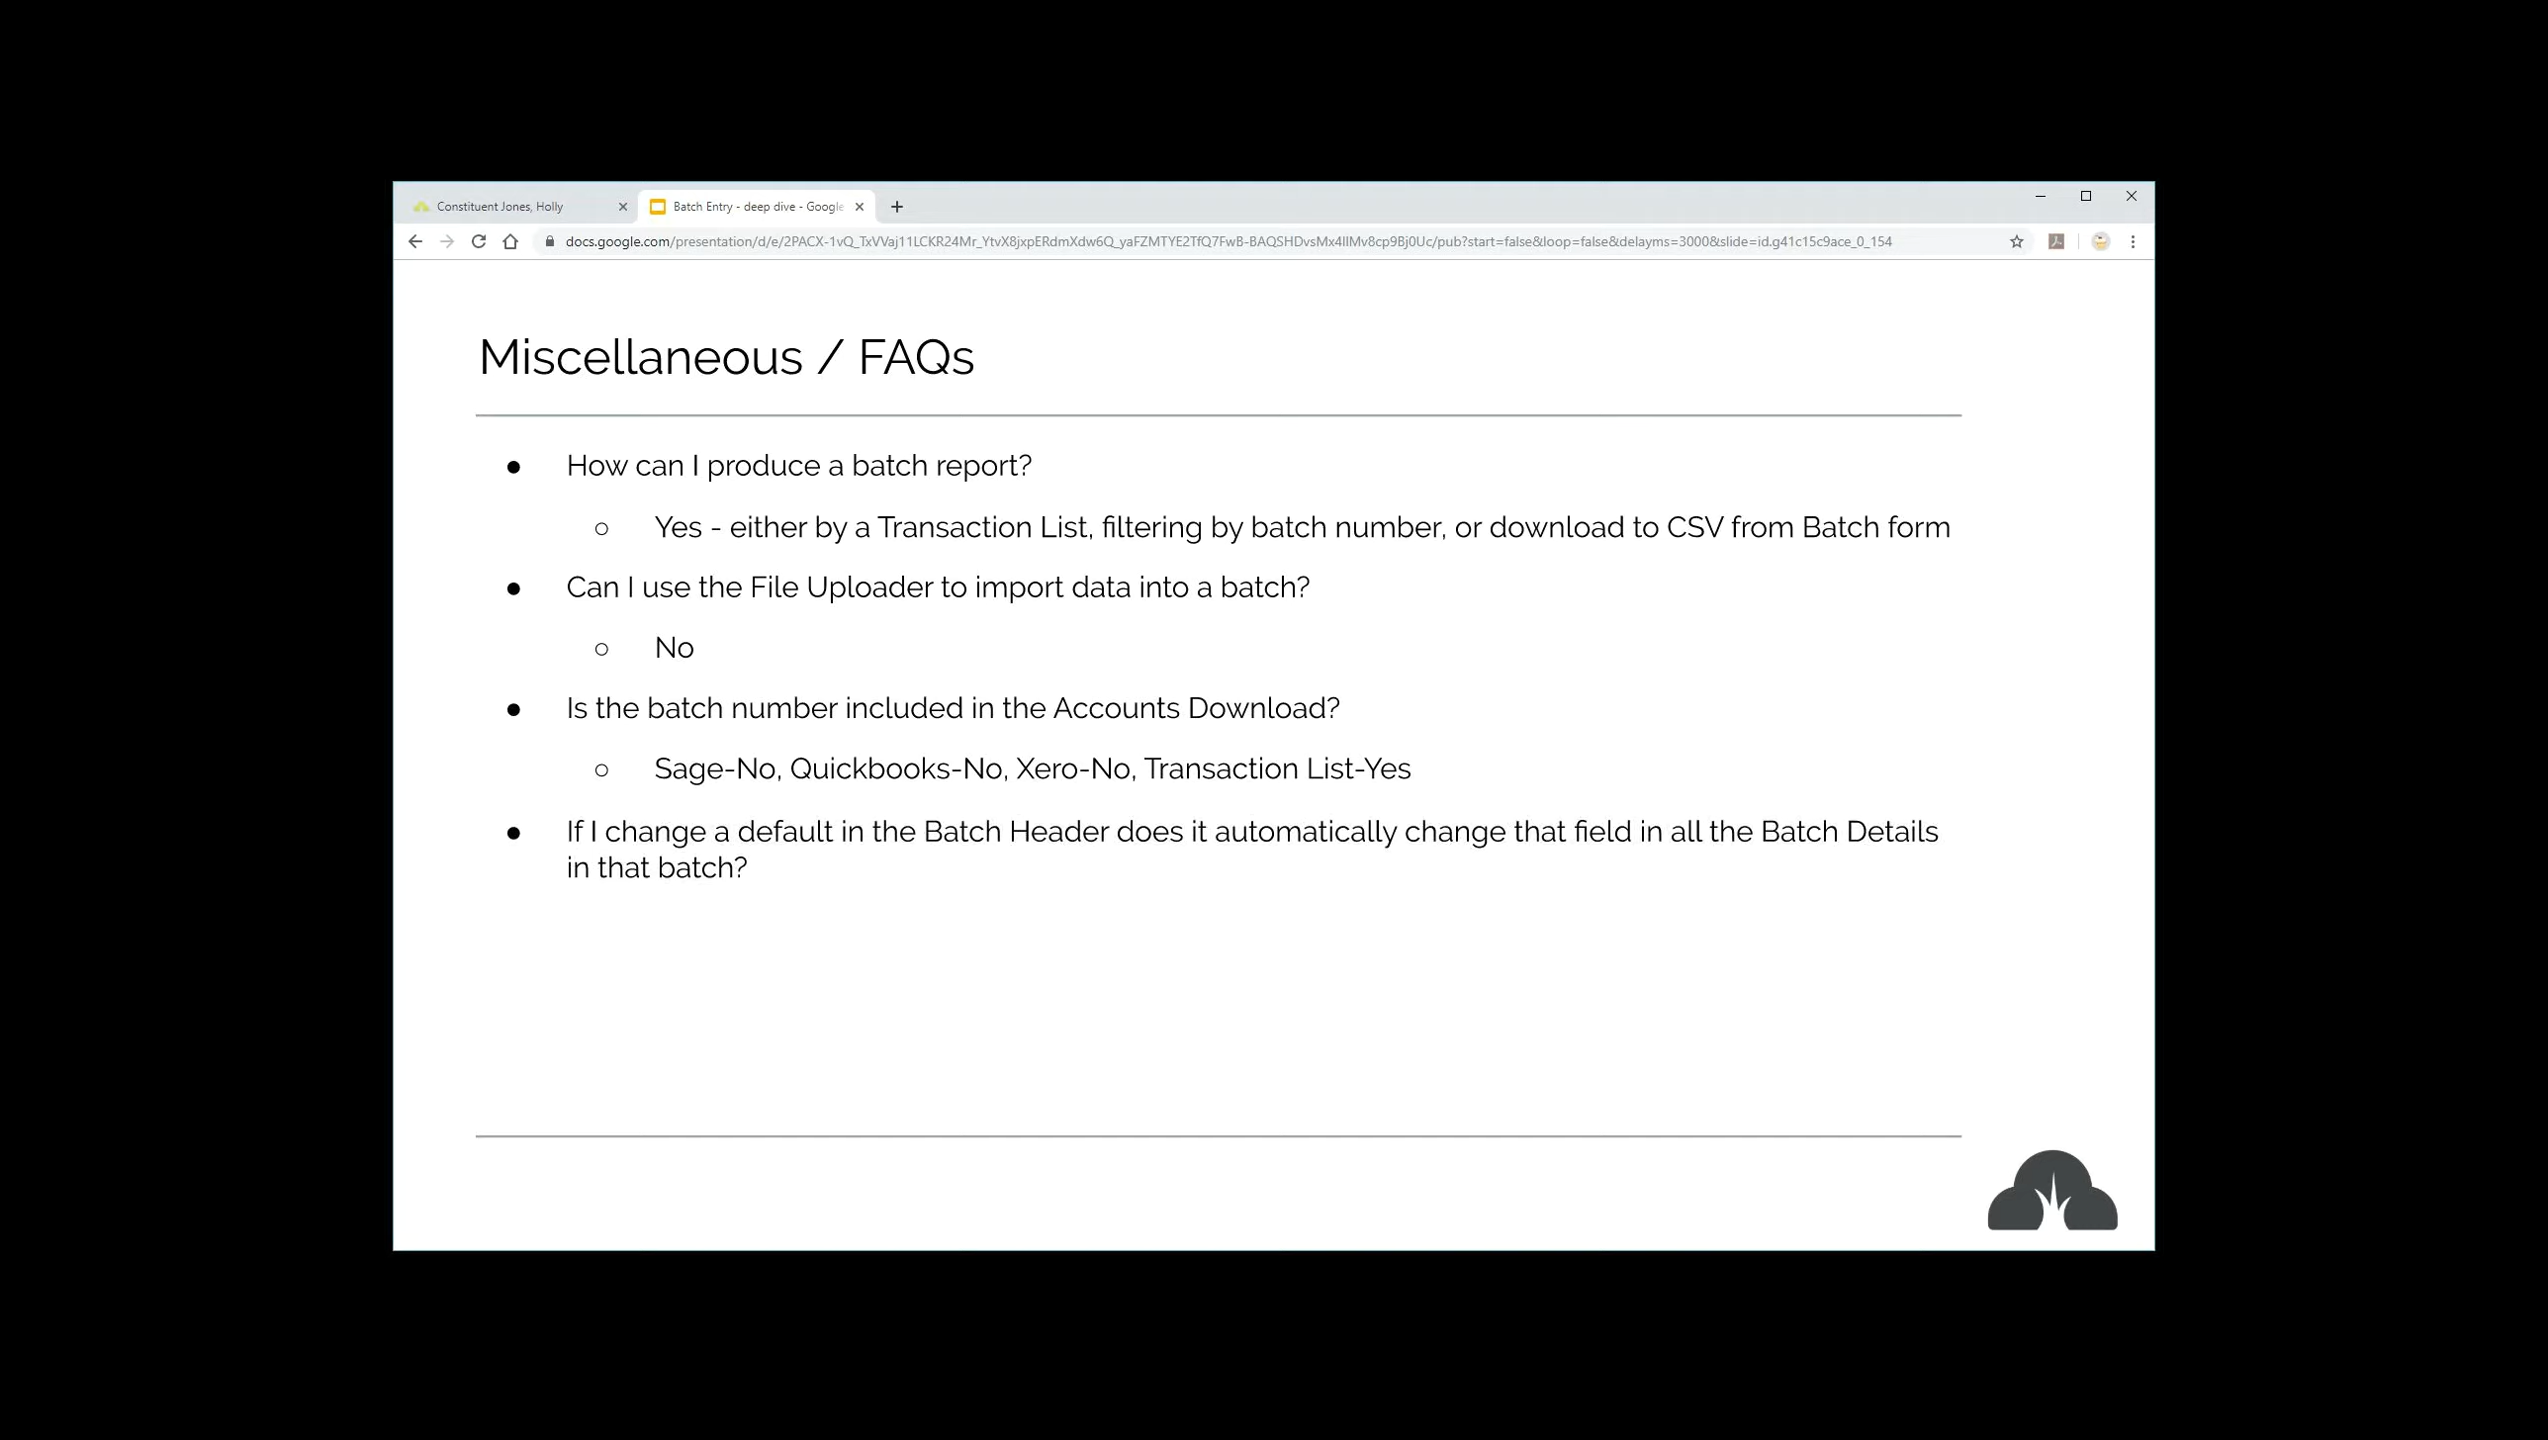 Constituent Jones, Holly
Batch Entry - deep dive - Google
docs.google.com/presentation/d/e/2PACX-1vQ_TxVVaj11LCKR24Mr_YtvX8jxpERdmXdw6Q_yaFZMTYE2TfQ7FwB-BAQSHDvsMx4IIMv8cp9Bj0Uc/pub?start=false&loop=false&delayms=3000&slide=id.g41c15c9ace_0_154
Miscellaneous / FAQs
● How can I produce a batch report?
○ Yes - either by a Transaction List, filtering by batch number, or download to CSV from Batch form
● Can I use the File Uploader to import data into a batch?
○ No
● Is the batch number included in the Accounts Download?
○ Sage-No, Quickbooks-No, Xero-No, Transaction List-Yes
● If I change a default in the Batch Header does it automatically change that field in all the Batch Details
in that batch?